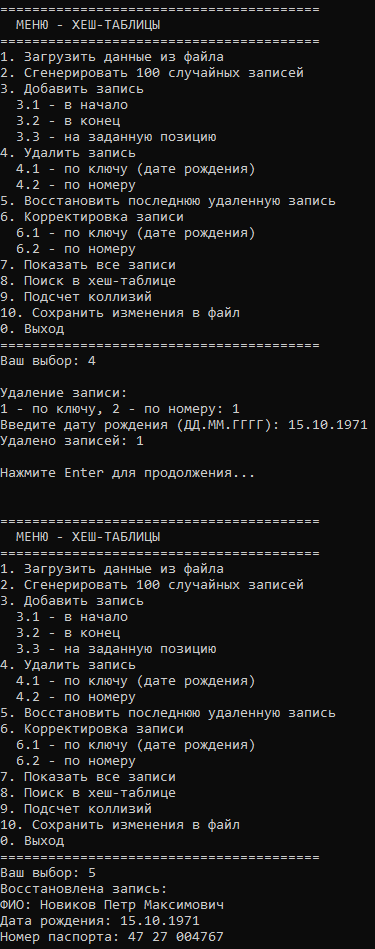 ========================================
  МЕНЮ - ХЕШ-ТАБЛИЦЫ
========================================
1. Загрузить данные из файла
2. Сгенерировать 100 случайных записей
3. Добавить запись
  3.1 - в начало
  3.2 - в конец
  3.3 - на заданную позицию
4. Удалить запись
  4.1 - по ключу (дате рождения)
  4.2 - по номеру
5. Восстановить последнюю удаленную запись
6. Корректировка записи
  6.1 - по ключу (дате рождения)
  6.2 - по номеру
7. Показать все записи
8. Поиск в хеш-таблице
9. Подсчет коллизий
10. Сохранить изменения в файл
0. Выход
========================================
Ваш выбор: 4

Удаление записи:
1 - по ключу, 2 - по номеру: 1
Введите дату рождения (ДД.ММ.ГГГГ): 15.10.1971
Удалено записей: 1

Нажмите Enter для продолжения...

========================================
  МЕНЮ - ХЕШ-ТАБЛИЦЫ
========================================
1. Загрузить данные из файла
2. Сгенерировать 100 случайных записей
3. Добавить запись
  3.1 - в начало
  3.2 - в конец
  3.3 - на заданную позицию
4. Удалить запись
  4.1 - по ключу (дате рождения)
  4.2 - по номеру
5. Восстановить последнюю удаленную запись
6. Корректировка записи
  6.1 - по ключу (дате рождения)
  6.2 - по номеру
7. Показать все записи
8. Поиск в хеш-таблице
9. Подсчет коллизий
10. Сохранить изменения в файл
0. Выход
========================================
Ваш выбор: 5
Восстановлена запись:
ФИО: Новиков Петр Максимович
Дата рождения: 15.10.1971
Номер паспорта: 47 27 004767